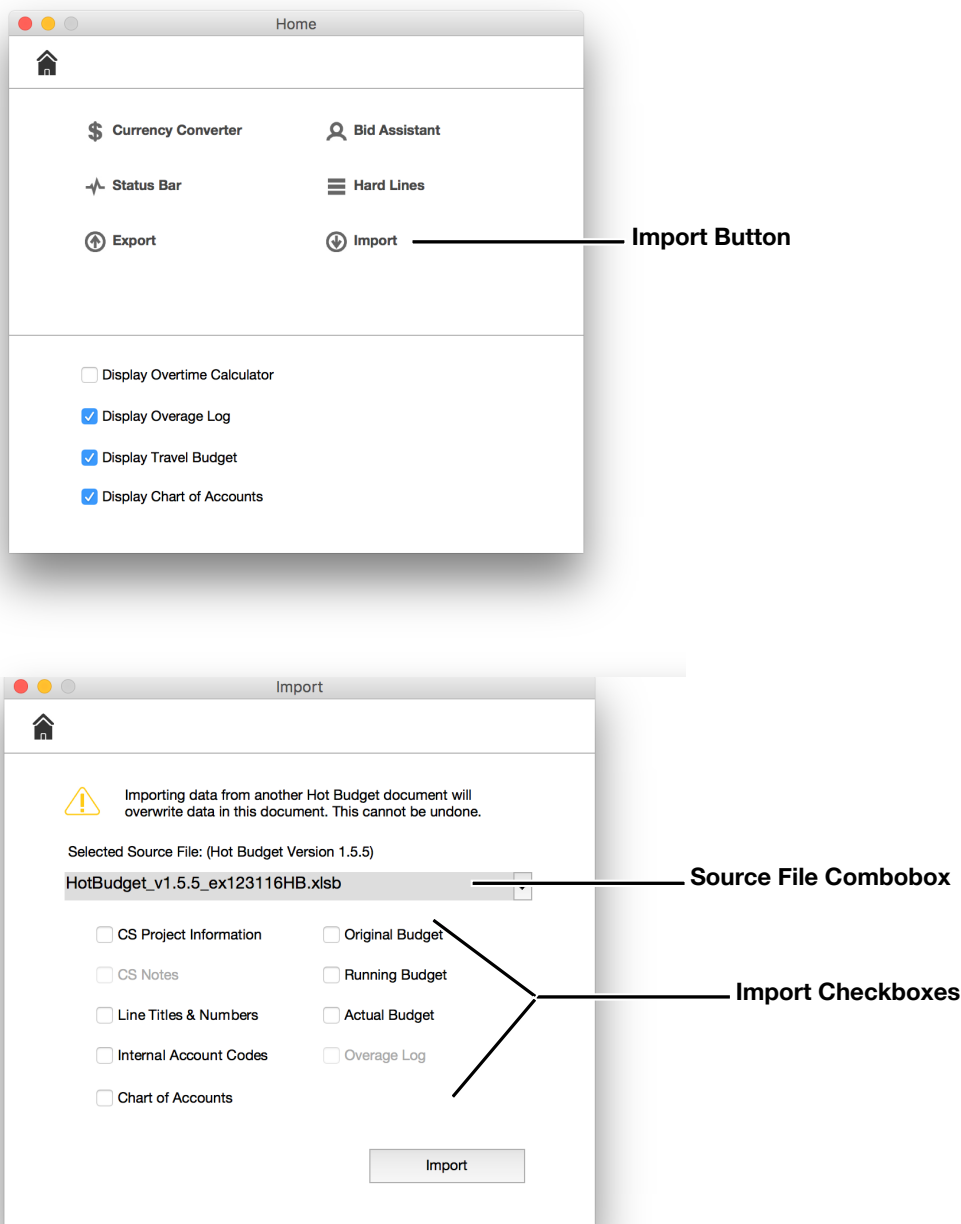 Home
Currency Converter
Bid Assistant
Status Bar
Hard Lines
Export
Import
Import Button
Display Overtime Calculator
Display Overage Log
Display Travel Budget
Display Chart of Accounts
Import
Importing data from another Hot Budget document will
overwrite data in this document. This cannot be undone.
Selected Source File: (Hot Budget Version 1.5.5)
HotBudget_v1.5.5_ex123116HB.xlsb
Source File Combobox
CS Project Information
Original Budget
CS Notes
Running Budget
Import Checkboxes
Line Titles & Numbers
Actual Budget
Internal Account Codes
Overage Log
Chart of Accounts
Import